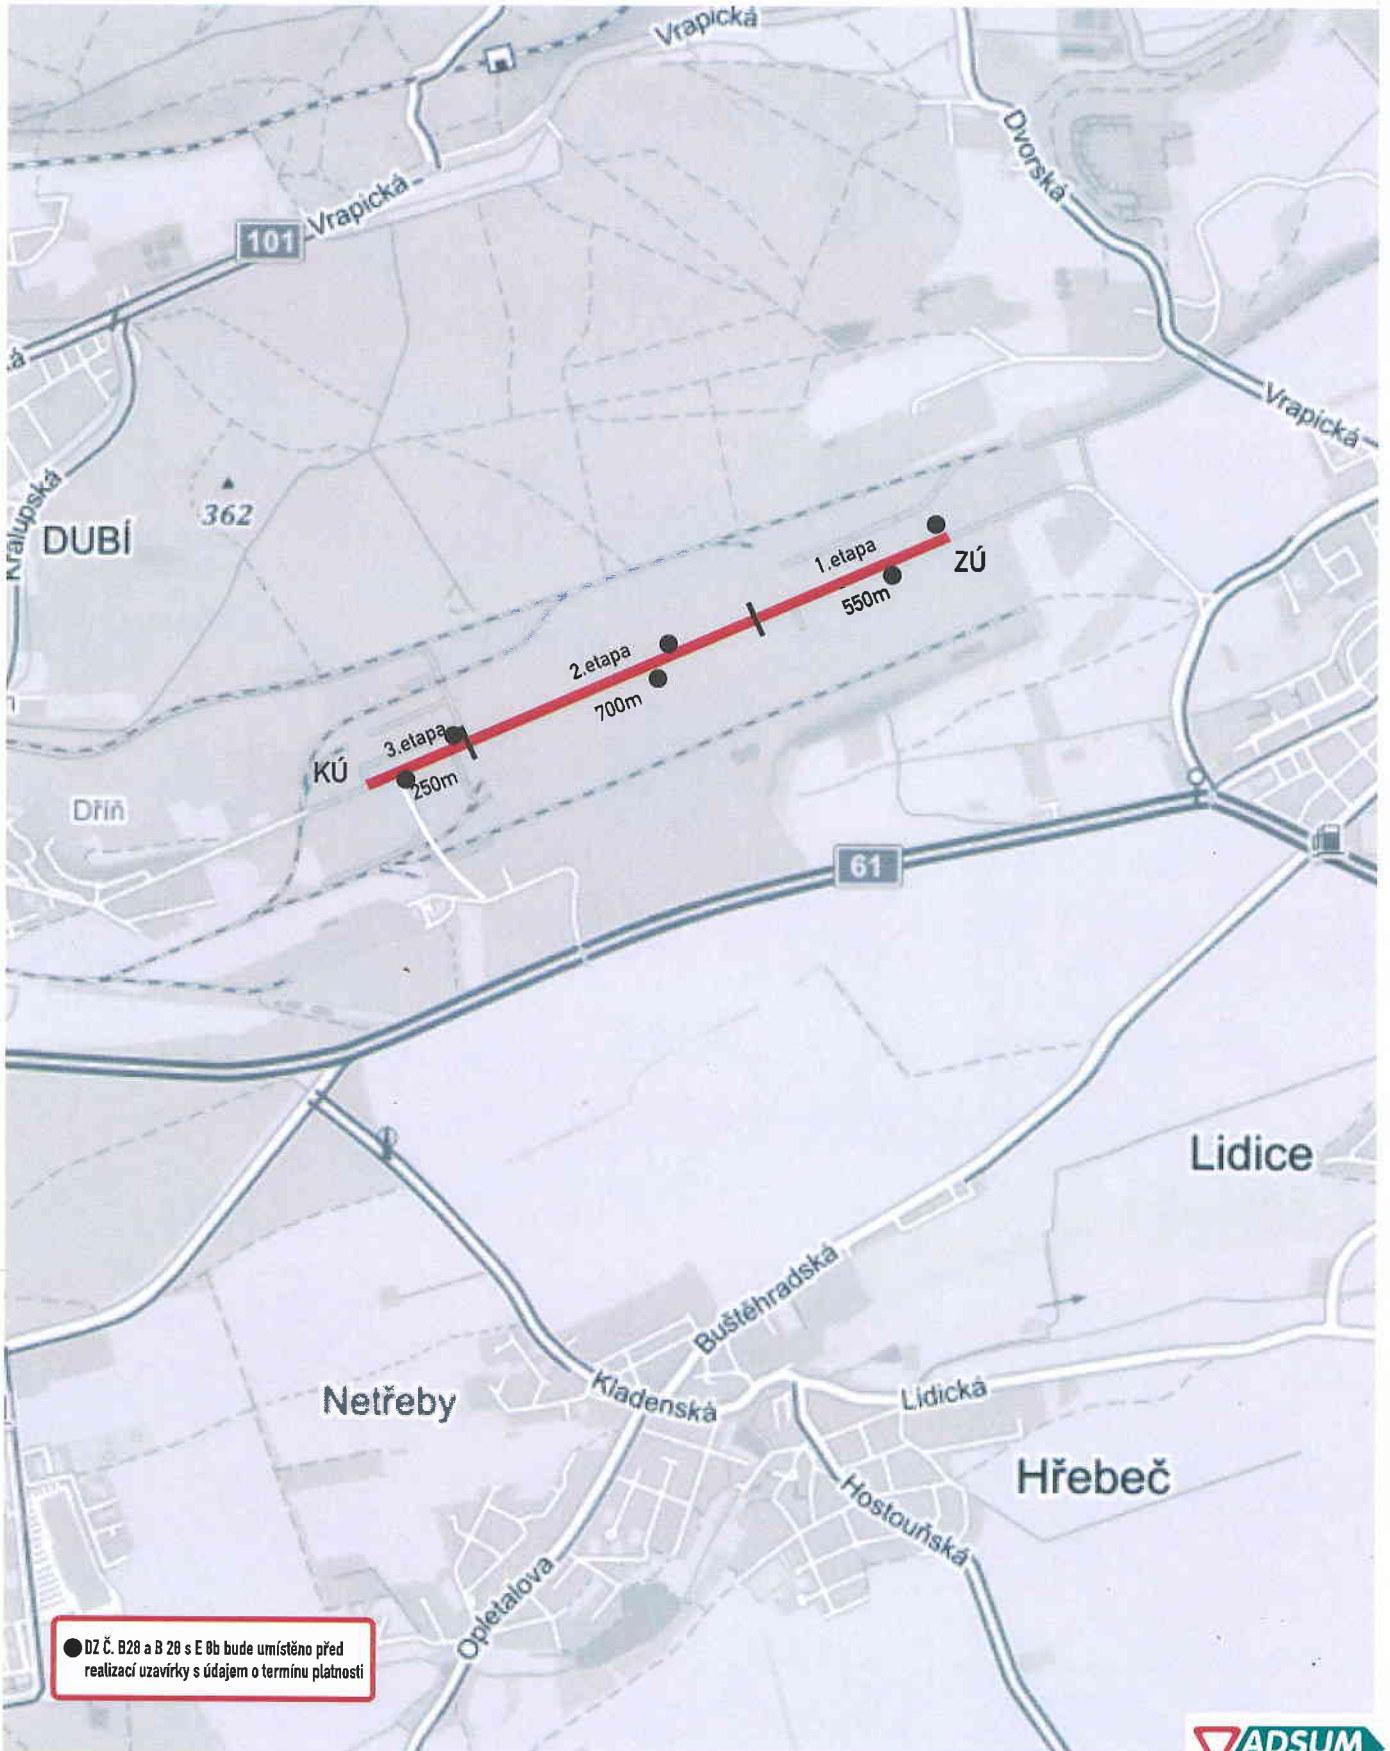 Vrapická
Dvorská
Vrapická
101
Vrapická
Kralupská
362
DUBÍ
1.etapa
ZÚ
550m
2.etapa
700m
3.etapa
KÚ
250m
Dříň
61
Lidice
Buštěhradská
Netřeby
Kladenská
Lidická
Hřebeč
Hostouňská
Opletalova
DZ Č. B28 a B 28 s E 8b bude umístěno před
realizací uzavírky s údajem o termínu platnosti
ADSUM